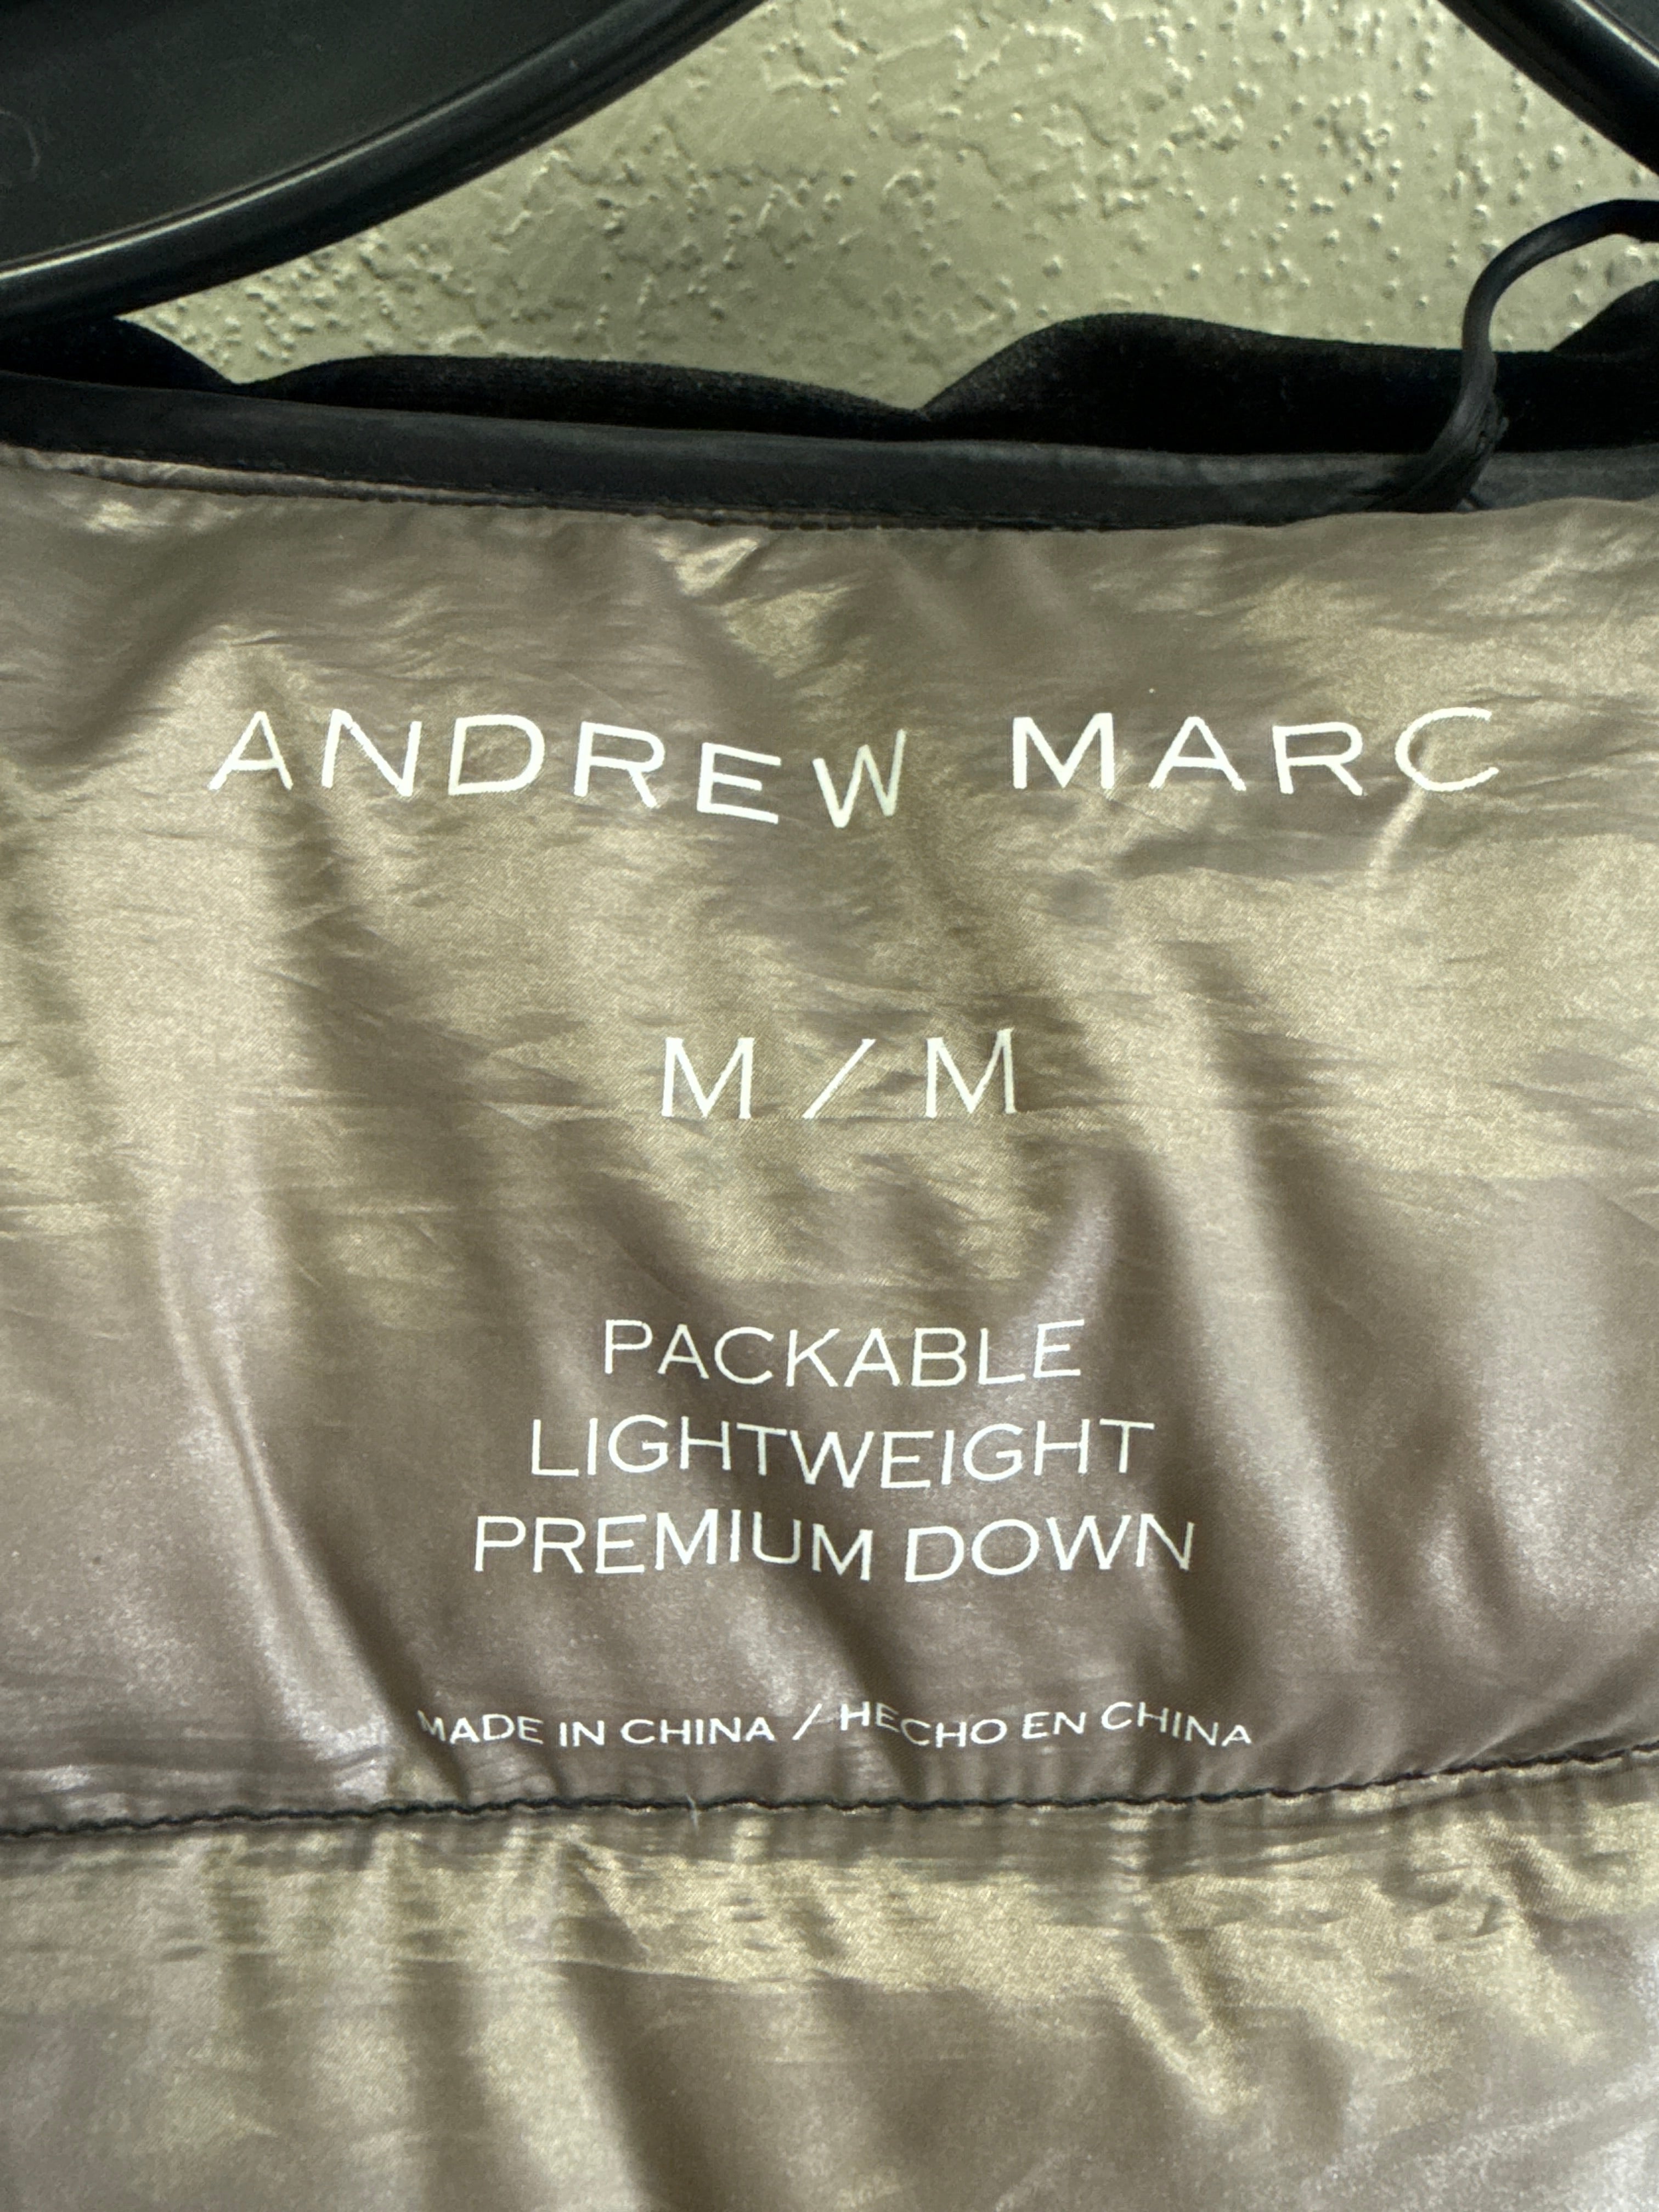 ANDREW MARC
M / M
PACKABLE
LIGHTWEIGHT
PREMIUM DOWN
MADE IN CHINA / HECHO EN CHINA